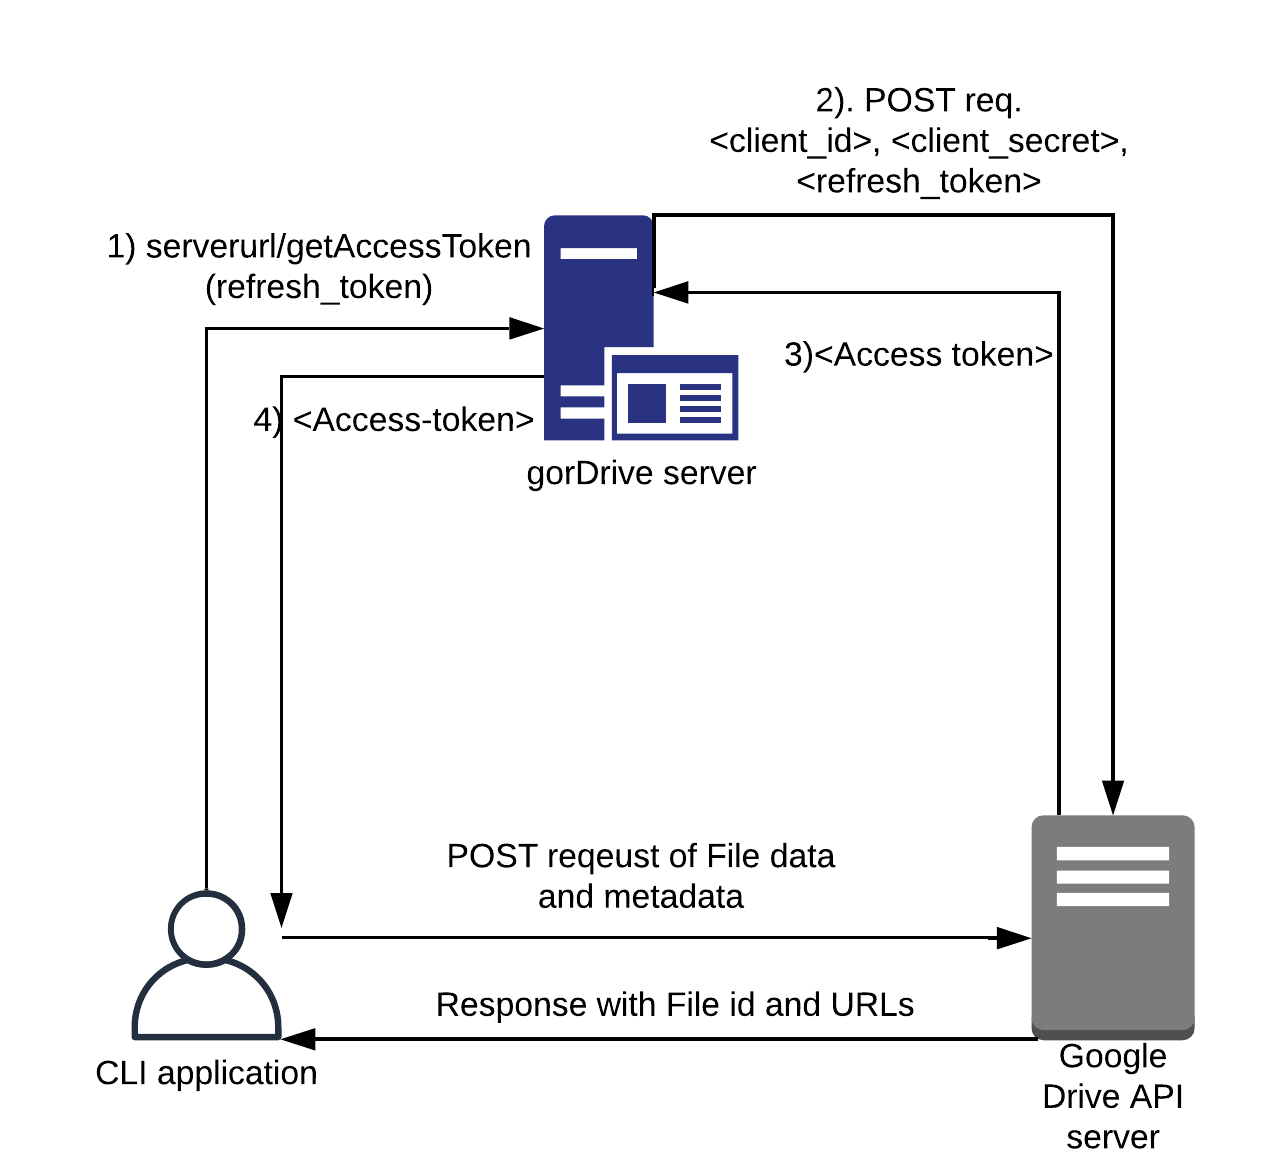 2). POST req.
<client_id>, <client_secret>,
<refresh_token>
1) serverurl/getAccessToken
(refresh_token)
3)<Access token>
4) <Access-token>
gorDrive server
POST reqeust of File data
and metadata
Response with File id and URLs
CLI application
Google
Drive API
server